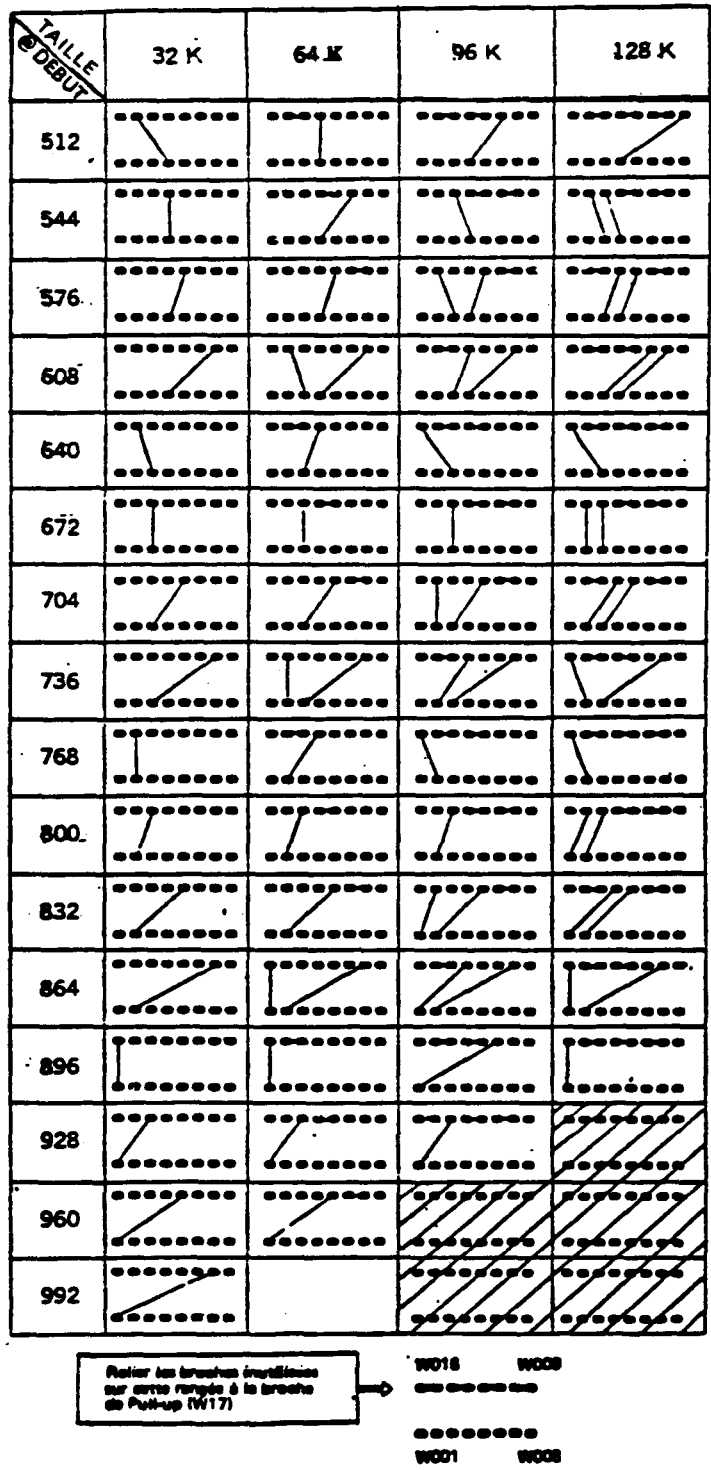 TAILLE
@DEBUT
32 K
64 K
96 K
128 K
512
544
576
608
640
672
704
736
768
800
832
864
896
928
960
992
Relier les broches inutilisées
sur cette rangée à la broche
de Pull-up (W17)
W016 W009
W001 W008